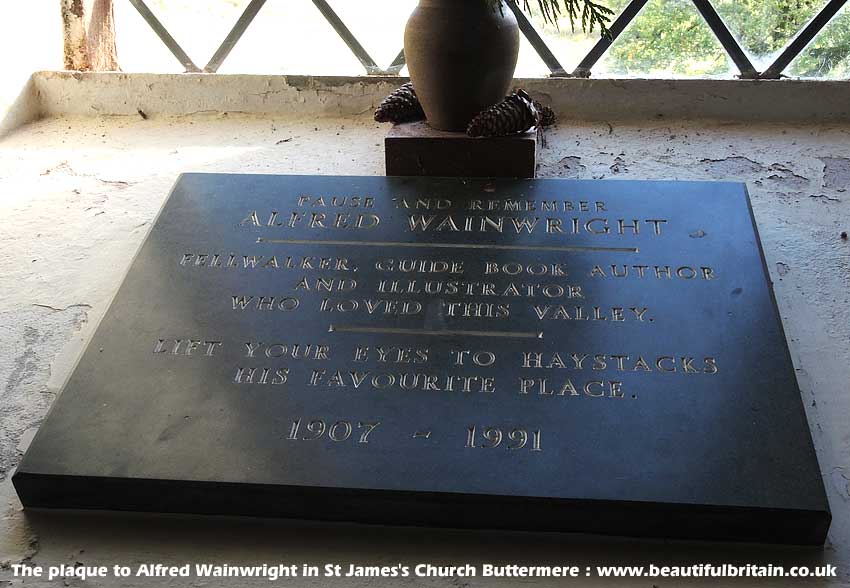 PAUSE AND REMEMBER
ALFRED WAINWRIGHT
FELLWALKER, GUIDE BOOK AUTHOR
AND ILLUSTRATOR
WHO LOVED THIS VALLEY.
LIFT YOUR EYES TO HAYSTACKS
HIS FAVOURITE PLACE.
1907 ~ 1991
The plaque to Alfred Wainwright in St James's Church Buttermere : www.beautifulbritain.co.uk